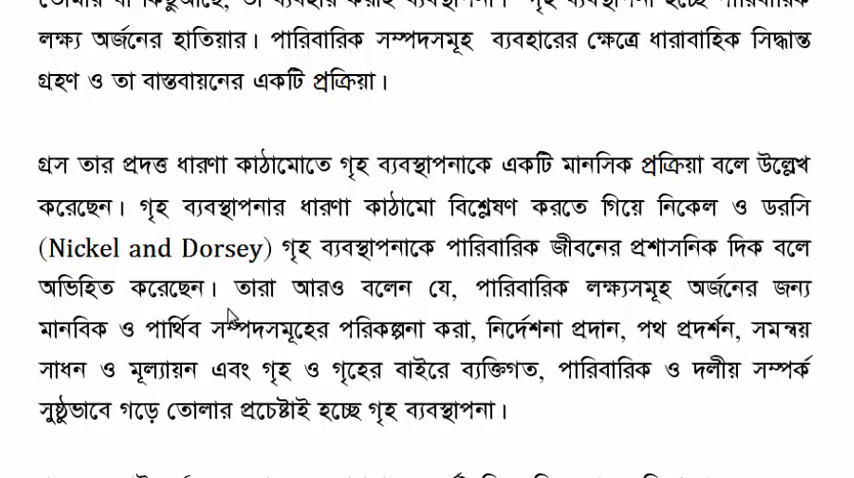 লক্ষ্য অর্জনের হাতিয়ার। পারিবারিক সম্পদসমূহ ব্যবহারের ক্ষেত্রে ধারাবাহিক সিদ্ধান্ত
গ্রহণ ও তা বাস্তবায়নের একটি প্রক্রিয়া।
গ্রস তার প্রদত্ত ধারণা কাঠামোতে গৃহ ব্যবস্থাপনাকে একটি মানসিক প্রক্রিয়া বলে উল্লেখ
করেছেন। গৃহ ব্যবস্থাপনার ধারণা কাঠামো বিশ্লেষণ করতে গিয়ে নিকেল ও ডরসি
(Nickel and Dorsey) গৃহ ব্যবস্থাপনাকে পারিবারিক জীবনের প্রশাসনিক দিক বলে
অভিহিত করেছেন। তারা আরও বলেন যে, পারিবারিক লক্ষ্যসমূহ অর্জনের জন্য
মানবিক ও পার্থিব সম্পদসমূহের পরিকল্পনা করা, নির্দেশনা প্রদান, পথ প্রদর্শন, সমন্বয়
সাধন ও মূল্যায়ন এবং গৃহ ও গৃহের বাইরে ব্যক্তিগত, পারিবারিক ও দলীয় সম্পর্ক
সুষ্ঠুভাবে গড়ে তোলার প্রচেষ্টাই হচ্ছে গৃহ ব্যবস্থাপনা।